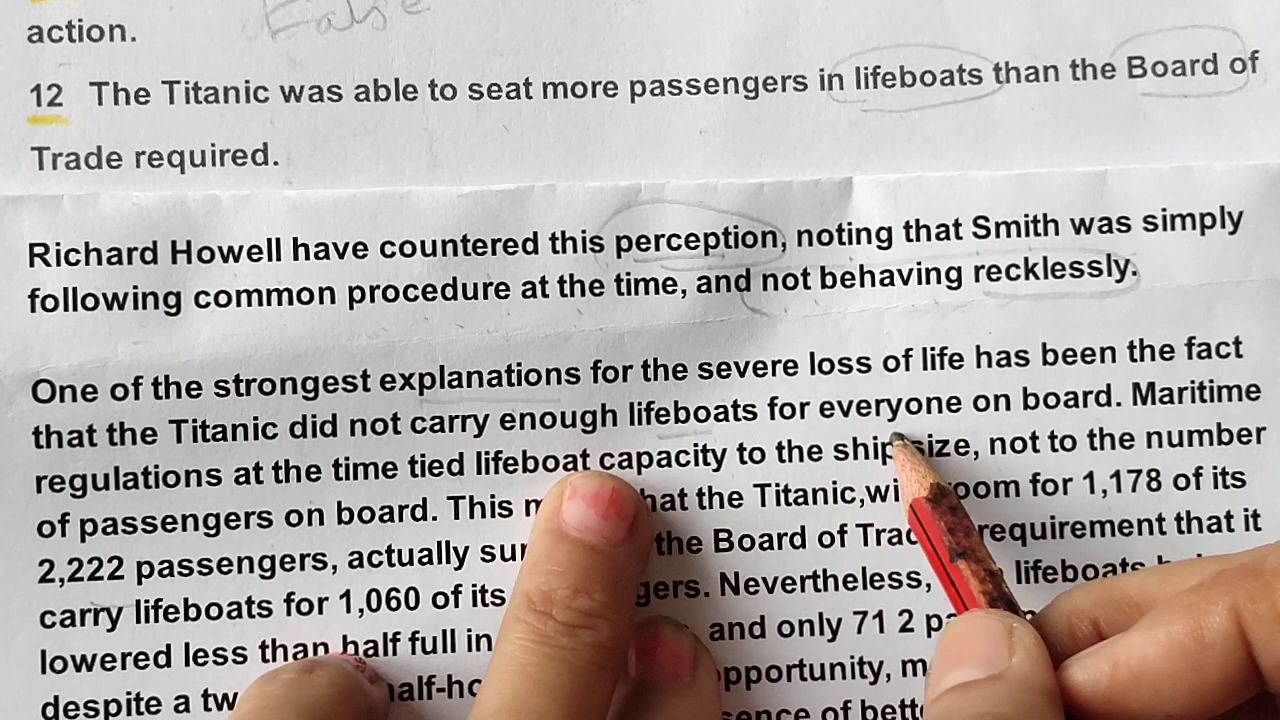 action.
False
12 The Titanic was able to seat more passengers in lifeboats than the Board of
Trade required.
Richard Howell have countered this perception, noting that Smith was simply
following common procedure at the time, and not behaving recklessly.
One of the strongest explanations for the severe loss of life has been the fact
that the Titanic did not carry enough lifeboats for everyone on board. Maritime
regulations at the time tied lifeboat capacity to the ship size, not to the number
of passengers on board. This that the Titanic, room for 1,178 of its
2,222 passengers, actually the Board of requirement that it
carry lifeboats for 1,060 of its Nevertheless, lifeboats
lowered less than half full in and only 71 2
despite a opportunity,
of